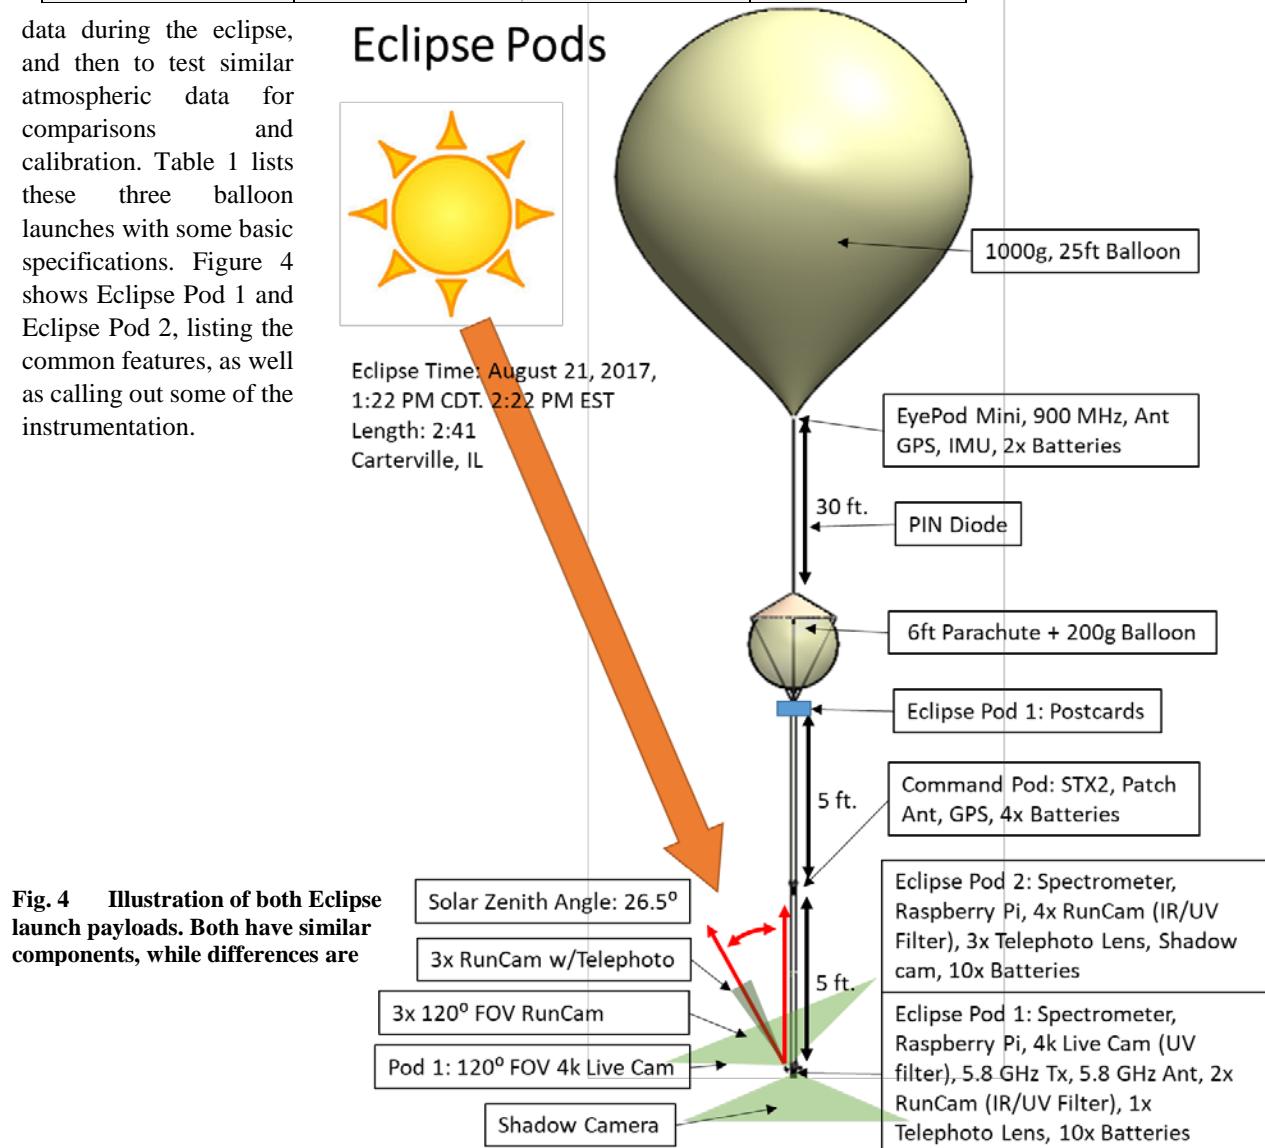 data during the eclipse,
and then to test similar
atmospheric data for
comparisons and
calibration. Table 1 lists
these three balloon
launches with some basic
specifications. Figure 4
shows Eclipse Pod 1 and
Eclipse Pod 2, listing the
common features, as well
as calling out some of the
instrumentation.
Eclipse Pods
Eclipse Time: August 21, 2017,
1:22 PM CDT. 2:22 PM EST
Length: 2:41
Carterville, IL
1000g, 25ft Balloon
EyePod Mini, 900 MHz, Ant
GPS, IMU, 2x Batteries
30 ft.
PIN Diode
6ft Parachute + 200g Balloon
Eclipse Pod 1: Postcards
5 ft.
Command Pod: STX2, Patch
Ant, GPS, 4x Batteries
Solar Zenith Angle: 26.5⁰
3x RunCam w/Telephoto
3x 120⁰ FOV RunCam
Pod 1: 120⁰ FOV 4k Live Cam
Shadow Camera
5 ft.
Eclipse Pod 2: Spectrometer,
Raspberry Pi, 4x RunCam (IR/UV
Filter), 3x Telephoto Lens, Shadow
cam, 10x Batteries
Eclipse Pod 1: Spectrometer,
Raspberry Pi, 4k Live Cam (UV
filter), 5.8 GHz Tx, 5.8 GHz Ant, 2x
RunCam (IR/UV Filter), 1x
Telephoto Lens, 10x Batteries
Fig. 4 Illustration of both Eclipse
launch payloads. Both have similar
components, while differences are